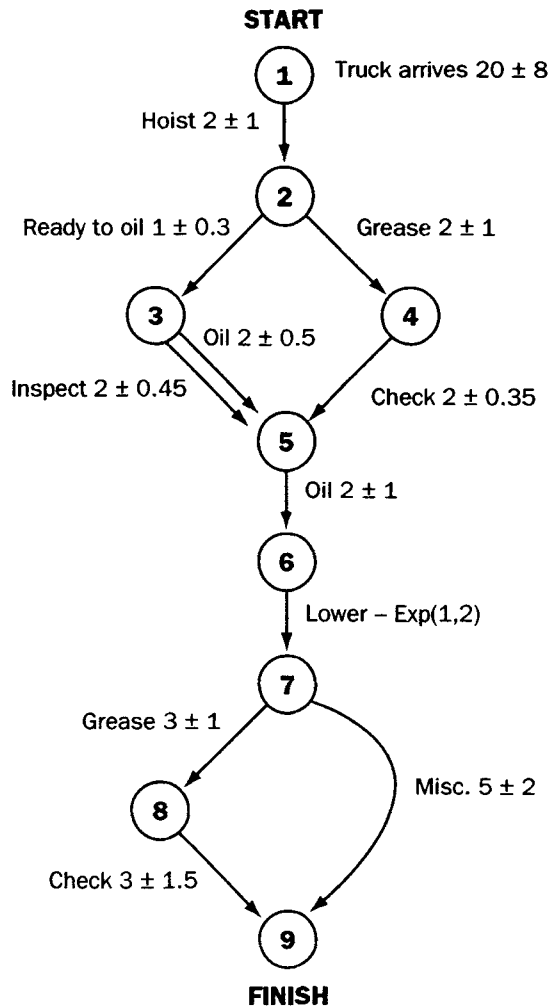 START
1
Truck arrives 20 ± 8
Hoist 2 ± 1
2
Ready to oil 1 ± 0.3
Grease 2 ± 1
3
4
Oil 2 ± 0.5
Inspect 2 ± 0.45
Check 2 ± 0.35
5
Oil 2 ± 1
6
Lower – Exp(1,2)
7
Grease 3 ± 1
Misc. 5 ± 2
8
Check 3 ± 1.5
9
FINISH